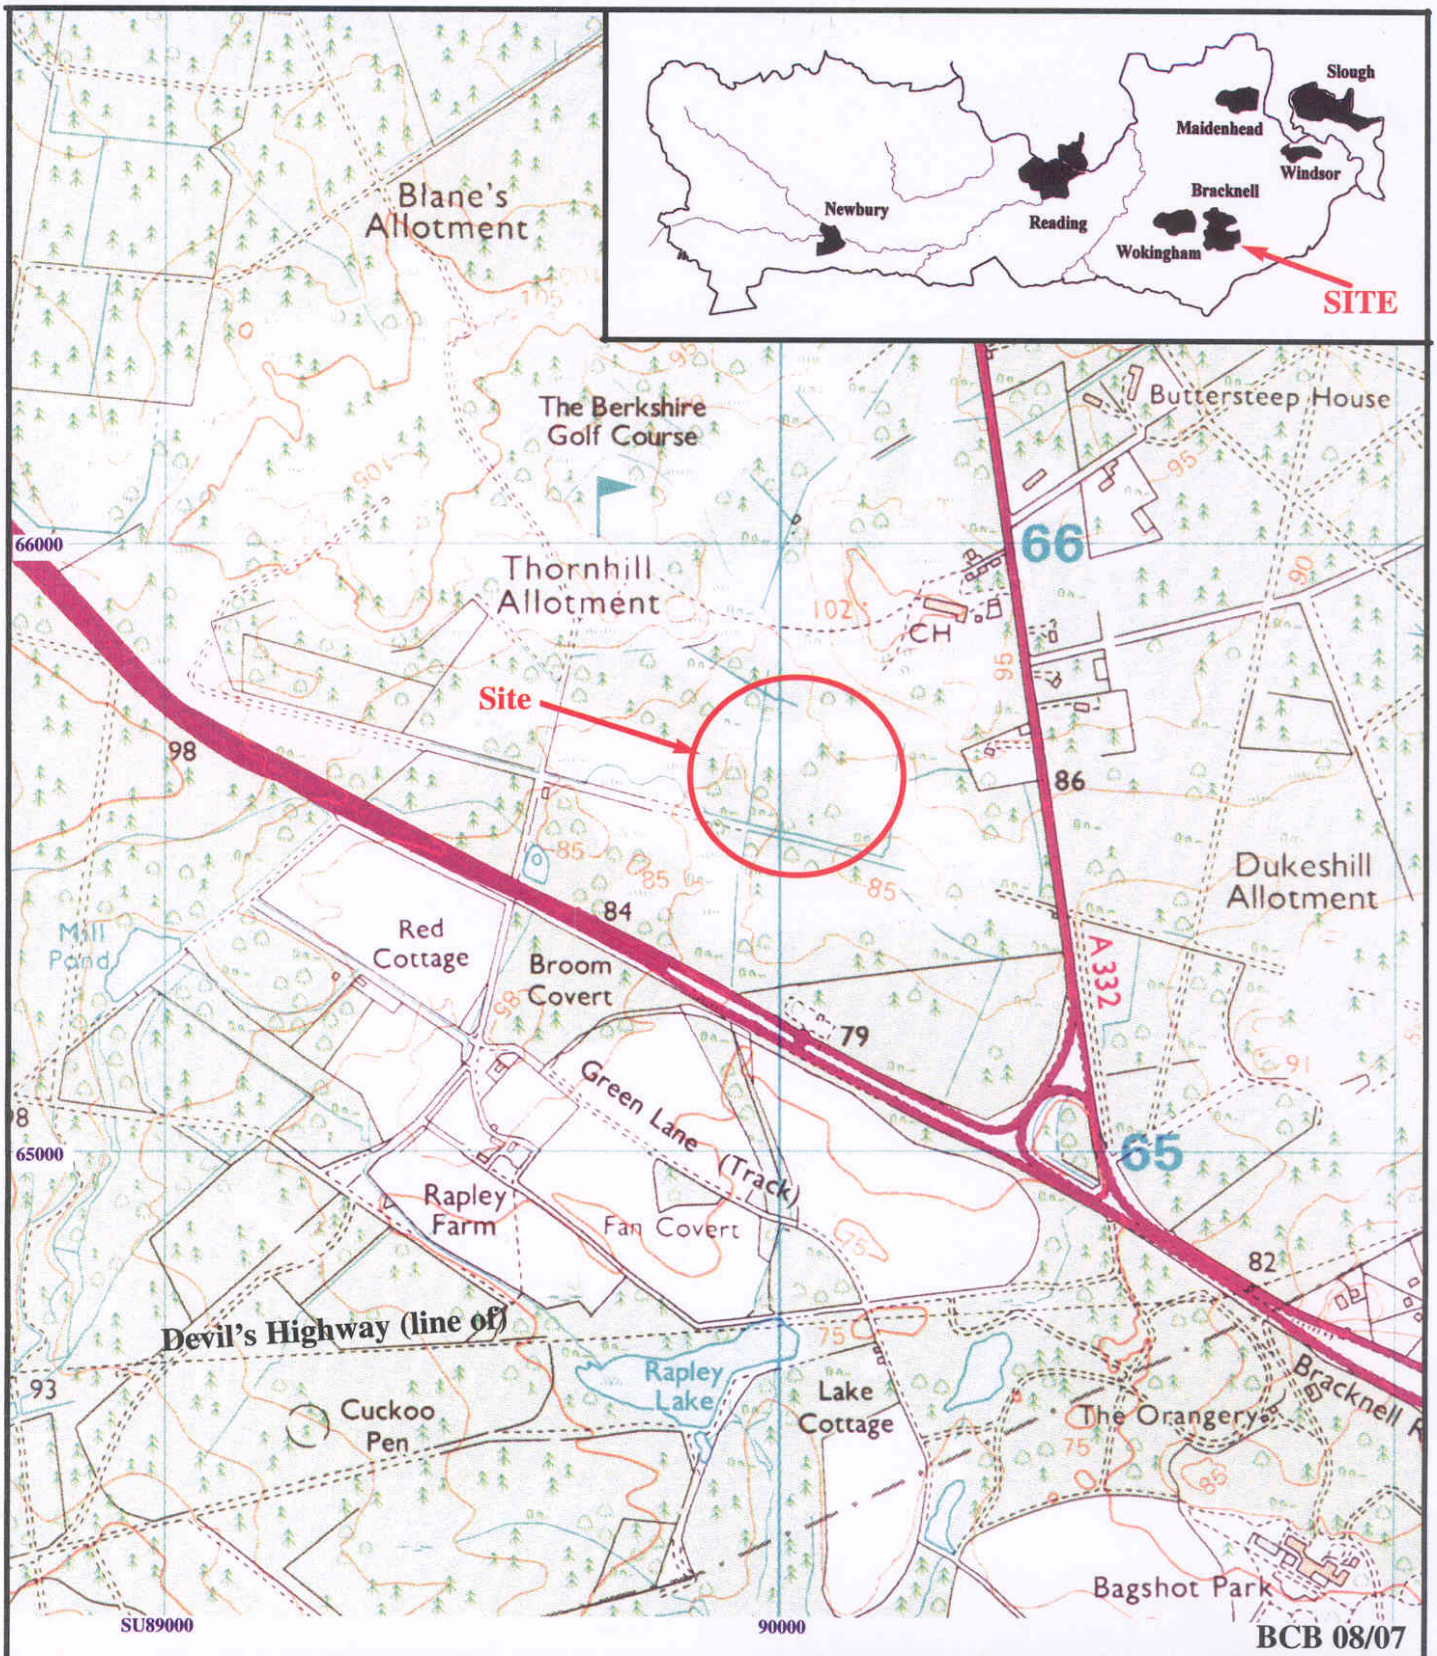 Slough
Maidenhead
Windsor
Bracknell
Newbury
Reading
Wokingham
SITE
Blane's
Allotment
105
95
The Berkshire
Golf Course
105
Buttersteep House
95
66000
66
Thornhill
Allotment
90
102
CH
95
Site
98
86
85
85
85
Dukeshill
Allotment
84
Mill
Pond
Red
Cottage
Broom
Covert
A 332
85
79
91
98
Green Lane (Track)
65000
65
Rapley
Farm
Fan Covert
75
82
Devil's Highway (line of)
75
93
Rapley
Lake
Lake
Cottage
Cuckoo
Pen
The Orangery
Bracknell R
75
85
Bagshot Park
SU89000
90000
BCB 08/07